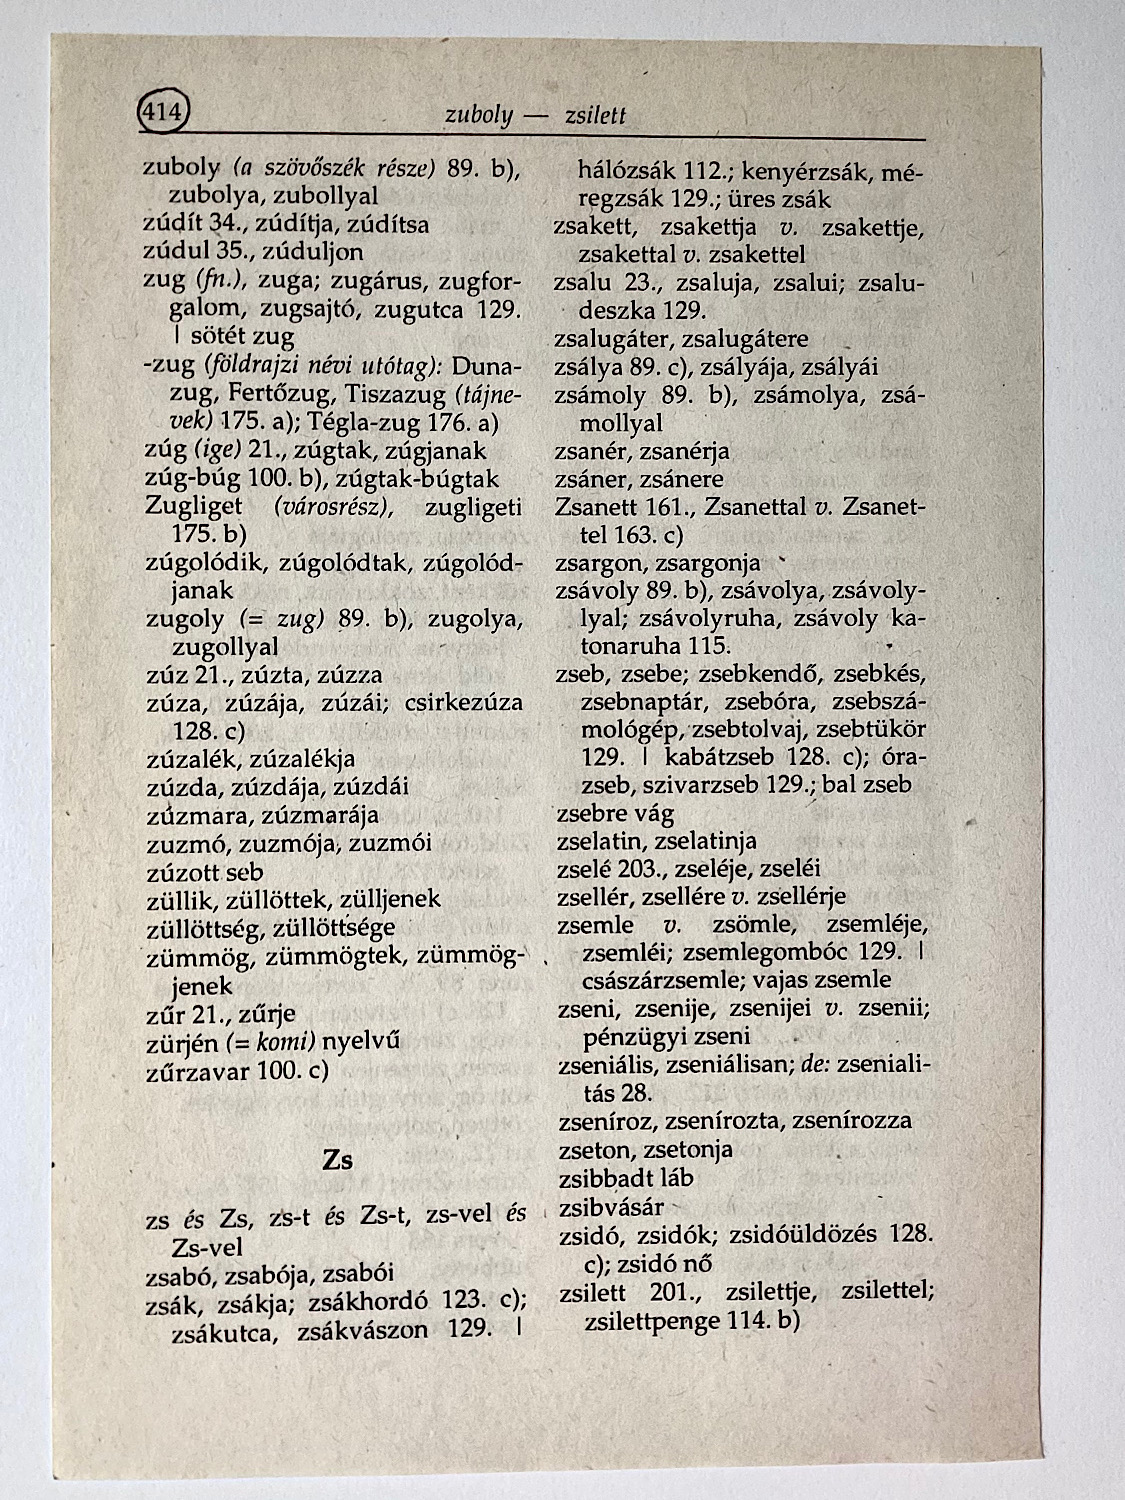 414
zuboly — zsilett
zuboly (a szövőszék része) 89. b),
zubolya, zubollyal
zúdít 34., zúdítja, zúdítsa
zúdul 35., zúduljon
zug (fn.), zuga; zugárus, zugfor-
galom, zugsajtó, zugutca 129.
| sötét zug
-zug (földrajzi névi utótag): Duna-
zug, Fertőzug, Tiszazug (tájne-
vek) 175. a); Tégla-zug 176. a)
zúg (ige) 21., zúgtak, zúgjanak
zúg-búg 100. b), zúgtak-búgtak
Zugliget (városrész), zugligeti
175. b)
zúgolódik, zúgolódtak, zúgolód-
janak
zugoly (= zug) 89. b), zugolya,
zugollyal
zúz 21., zúzta, zúzza
zúza, zúzája, zúzái; csirkezúza
128. c)
zúzalék, zúzalékja
zúzda, zúzdája, zúzdái
zúzmara, zúzmarája
zuzmó, zuzmója, zuzmói
zúzott seb
züllik, züllöttek, zülljenek
züllöttség, züllöttsége
zümmög, zümmögtek, zümmög-
jenek
zűr 21., zűrje
zürjén (= komi) nyelvű
zűrzavar 100. c)
Zs
zs és Zs, zs-t és Zs-t, zs-vel és
Zs-vel
zsabó, zsabója, zsabói
zsák, zsákja; zsákhordó 123. c);
zsákutca, zsákvászon 129. |
hálózsák 112.; kenyérzsák, mé-
regzsák 129.; üres zsák
zsakett, zsakettja v. zsakettje,
zsakettal v. zsakettel
zsalu 23., zsaluja, zsalui; zsalu-
deszka 129.
zsalugáter, zsalugátere
zsálya 89. c), zsályája, zsályái
zsámoly 89. b), zsámolya, zsá-
mollyal
zsanér, zsanérja
zsáner, zsánere
Zsanett 161., Zsanettal v. Zsanet-
tel 163. c)
zsargon, zsargonja
zsávoly 89. b), zsávolya, zsávoly-
lyal; zsávolyruha, zsávoly ka-
tonaruha 115.
zseb, zsebe; zsebkendő, zsebkés,
zsebnaptár, zsebóra, zsebszá-
mológép, zsebtolvaj, zsebtükör
129. | kabátzseb 128. c); óra-
zseb, szivarzseb 129.; bal zseb
zsebre vág
zselatin, zselatinja
zselé 203., zseléje, zseléi
zsellér, zsellére v. zsellérje
zsemle v. zsömle, zsemléje,
zsemléi; zsemlegombóc 129. |
császárzsemle; vajas zsemle
zseni, zsenije, zsenijei v. zsenii;
pénzügyi zseni
zseniális, zseniálisan; de: zseniali-
tás 28.
zseníroz, zsenírozta, zsenírozza
zseton, zsetonja
zsibbadt láb
zsibvásár
zsidó, zsidók; zsidóüldözés 128.
c); zsidó nő
zsilett 201., zsilettje, zsilettel;
zsilettpenge 114. b)